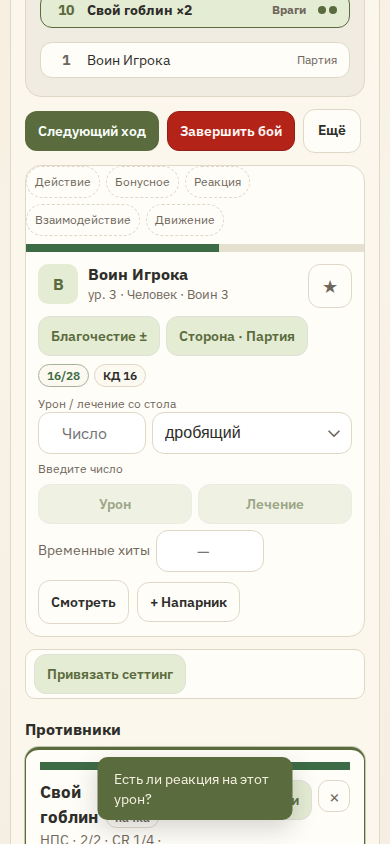 10 Свой гоблин ×2 Враги
1 Воин Игрока Партия
Следующий ход Завершить бой Ещё
Действие Бонусное Реакция
Взаимодействие Движение
В Воин Игрока
ур. 3 · Человек · Воин 3
★
Благочестие ± Сторона · Партия
16/28 КД 16
Урон / лечение со стола
Число дробящий
Введите число
Урон Лечение
Временные хиты —
Смотреть + Напарник
Привязать сеттинг
Противники
Свой
гоблин
×
Есть ли реакция на этот
урон?
НПС · 2/2 · CR 1/4 ·